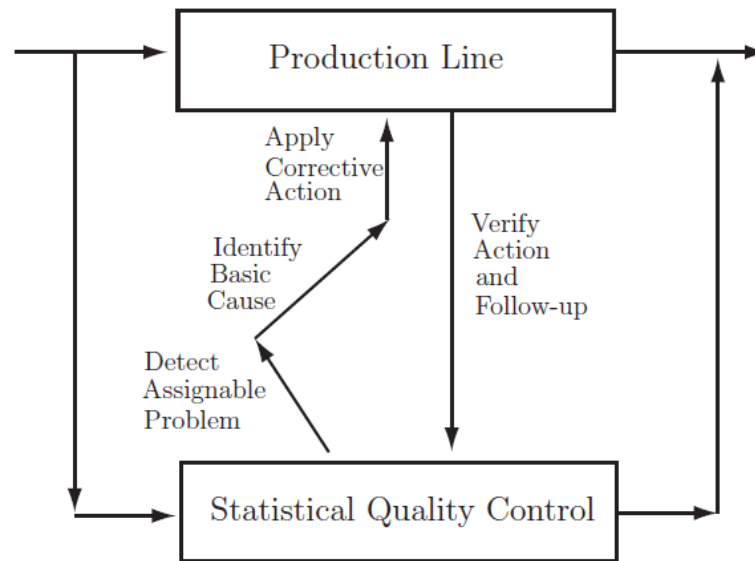 Production Line
Apply
Corrective
Action
Verify
Action
and
Follow-up
Identify
Basic
Cause
Detect
Assignable
Problem
Statistical Quality Control